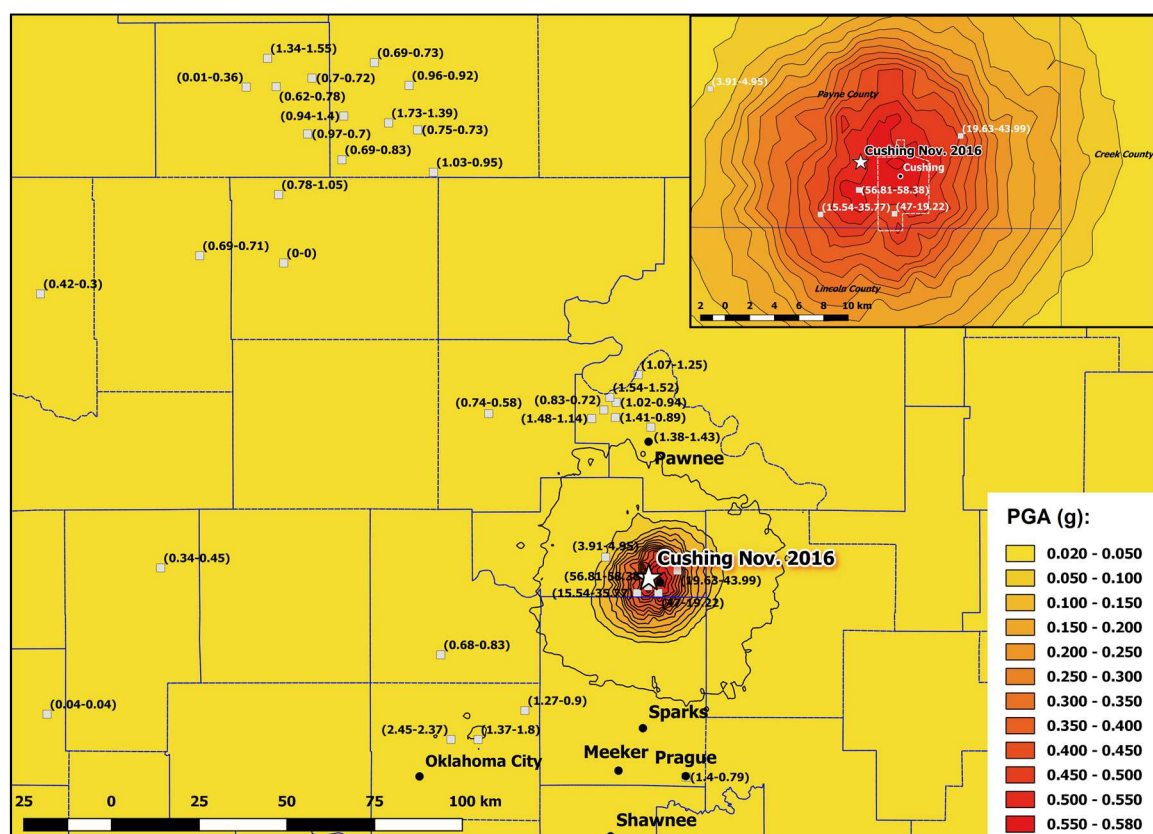 (1.34-1.55)
(0.69-0.73)
(0.01-0.36)
(0.7-0.72)
(0.96-0.92)
(0.62-0.78)
(0.94-1.4)
(1.73-1.39)
(0.97-0.7)
(0.75-0.73)
(0.69-0.83)
(1.03-0.95)
(0.78-1.05)
(0.69-0.71)
(0-0)
(0.42-0.3)
(3.91-4.95)
Payne County
(19.63-43.99)
Cushing Nov. 2016
Creek County
Cushing
(56.81-58.38)
(15.54-35.77)
(47-19.22)
Lincoln County
2 0 2 4 6 8 10 km
(1.07-1.25)
(1.54-1.52)
(0.83-0.72)
(1.02-0.94)
(0.74-0.58)
(1.48-1.14)
(1.41-0.89)
(1.38-1.43)
Pawnee
(0.34-0.45)
(3.91-4.95)
Cushing Nov. 2016
(56.81-58.38)
(19.63-43.99)
(15.54-35.77)
(47-19.22)
(0.68-0.83)
(0.04-0.04)
(1.27-0.9)
(2.45-2.37)
(1.37-1.8)
Sparks
Meeker
Prague
Oklahoma City
(1.4-0.79)
Shawnee
25 0 25 50 75 100 km
PGA (g):
0.020 - 0.050
0.050 - 0.100
0.100 - 0.150
0.150 - 0.200
0.200 - 0.250
0.250 - 0.300
0.300 - 0.350
0.350 - 0.400
0.400 - 0.450
0.450 - 0.500
0.500 - 0.550
0.550 - 0.580